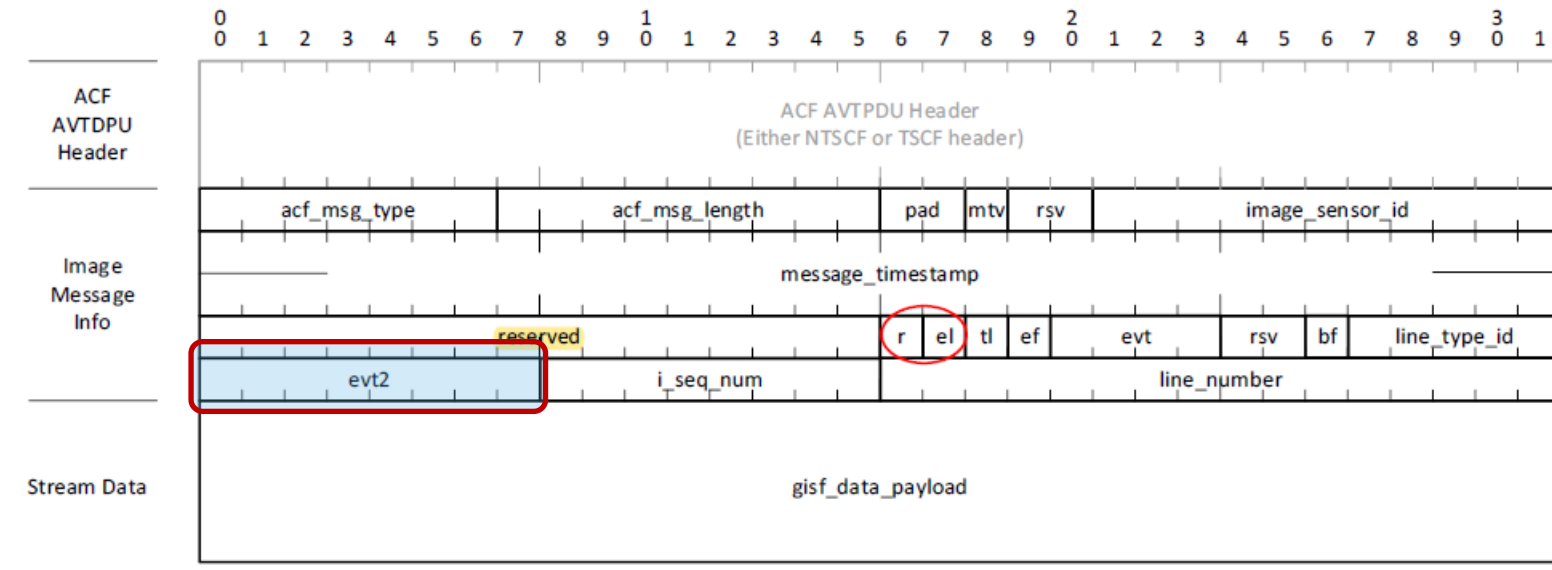 0 1 2 3
0 1 2 3 4 5 6 7 8 9 0 1 2 3 4 5 6 7 8 9 0 1 2 3 4 5 6 7 8 9 0 1
ACF
AVTDPU
Header
ACF AVTPDU Header
(Either NTSCF or TSCF header)
acf_msg_type acf_msg_length pad mtv rsv image_sensor_id
Image
Message
Info
message_timestamp
reserved r el tl ef evt rsv bf line_type_id
evt2 i_seq_num line_number
Stream Data
gisf_data_payload